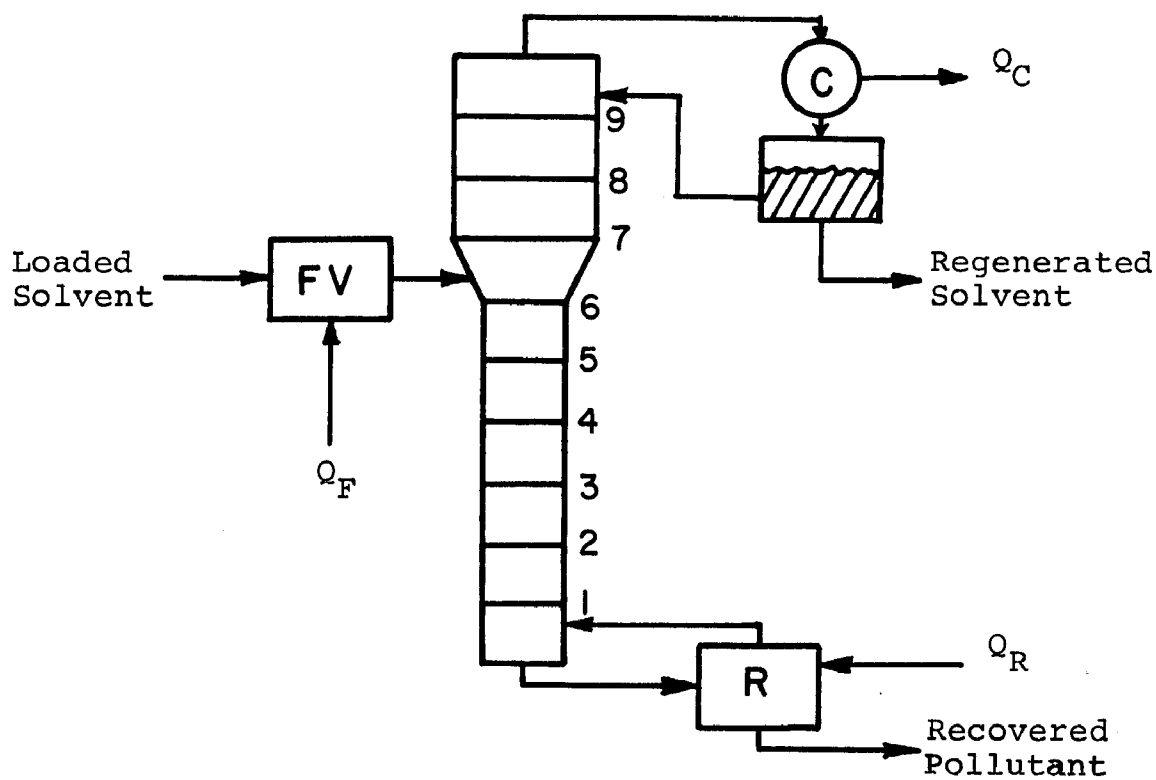 Q_C
C
9
8
7
Loaded
Solvent
FV
Regenerated
Solvent
6
5
4
Q_F
3
2
1
Q_R
R
Recovered
Pollutant